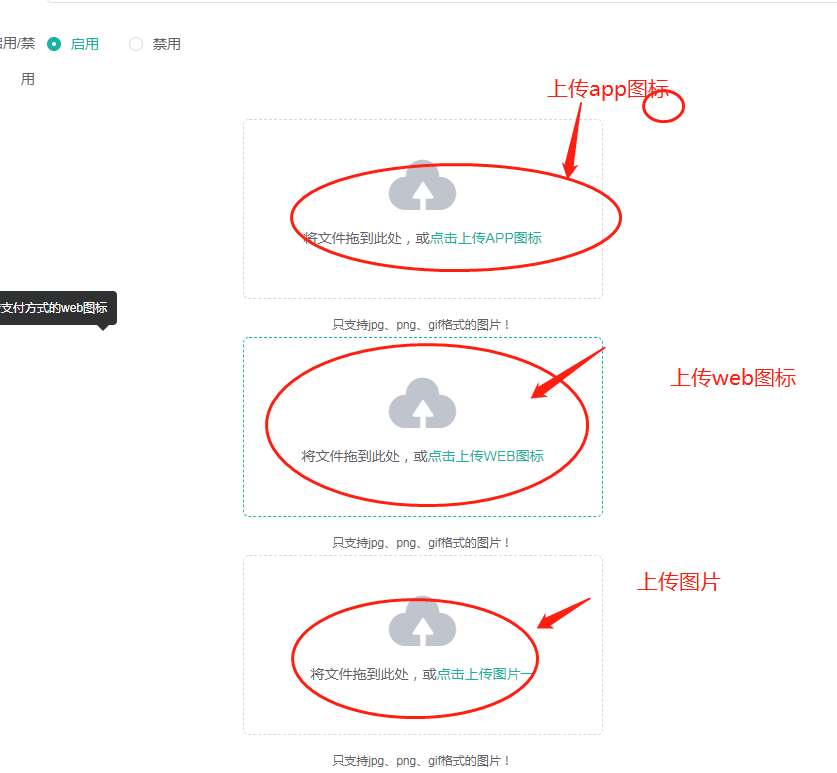 启用/禁
用
启用
禁用
上传app图标
将文件拖到此处，或点击上传APP图标
只支持jpg、png、gif格式的图片！
支付方式的web图标
上传web图标
将文件拖到此处，或点击上传WEB图标
只支持jpg、png、gif格式的图片！
上传图片
将文件拖到此处，或点击上传图片一
只支持jpg、png、gif格式的图片！